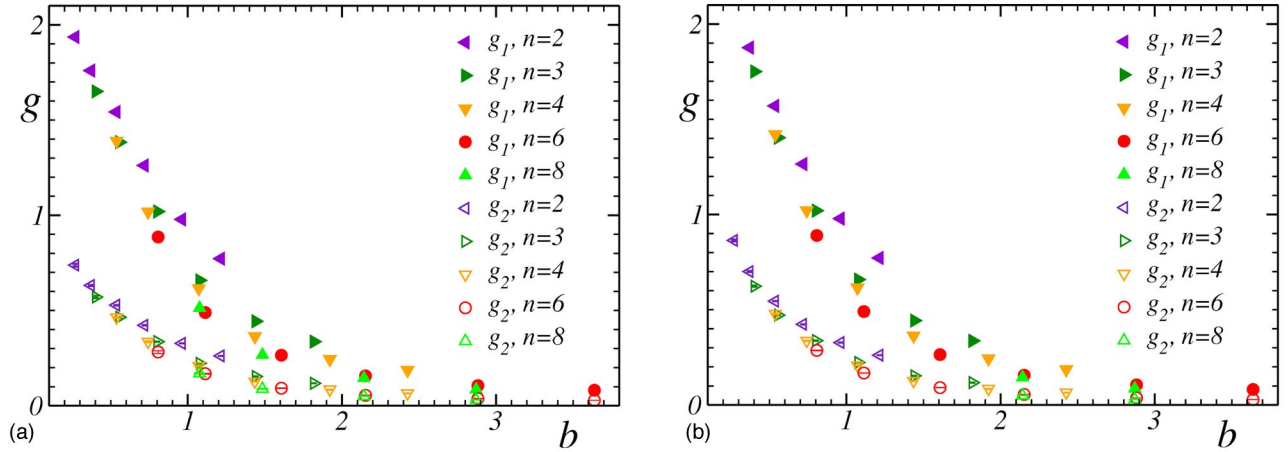 2
1
0
g
1
2
3
b
(a)
g1, n=2
g1, n=3
g1, n=4
g1, n=6
g1, n=8
g2, n=2
g2, n=3
g2, n=4
g2, n=6
g2, n=8
2
1
0
g
1
2
3
b
(b)
g1, n=2
g1, n=3
g1, n=4
g1, n=6
g1, n=8
g2, n=2
g2, n=3
g2, n=4
g2, n=6
g2, n=8